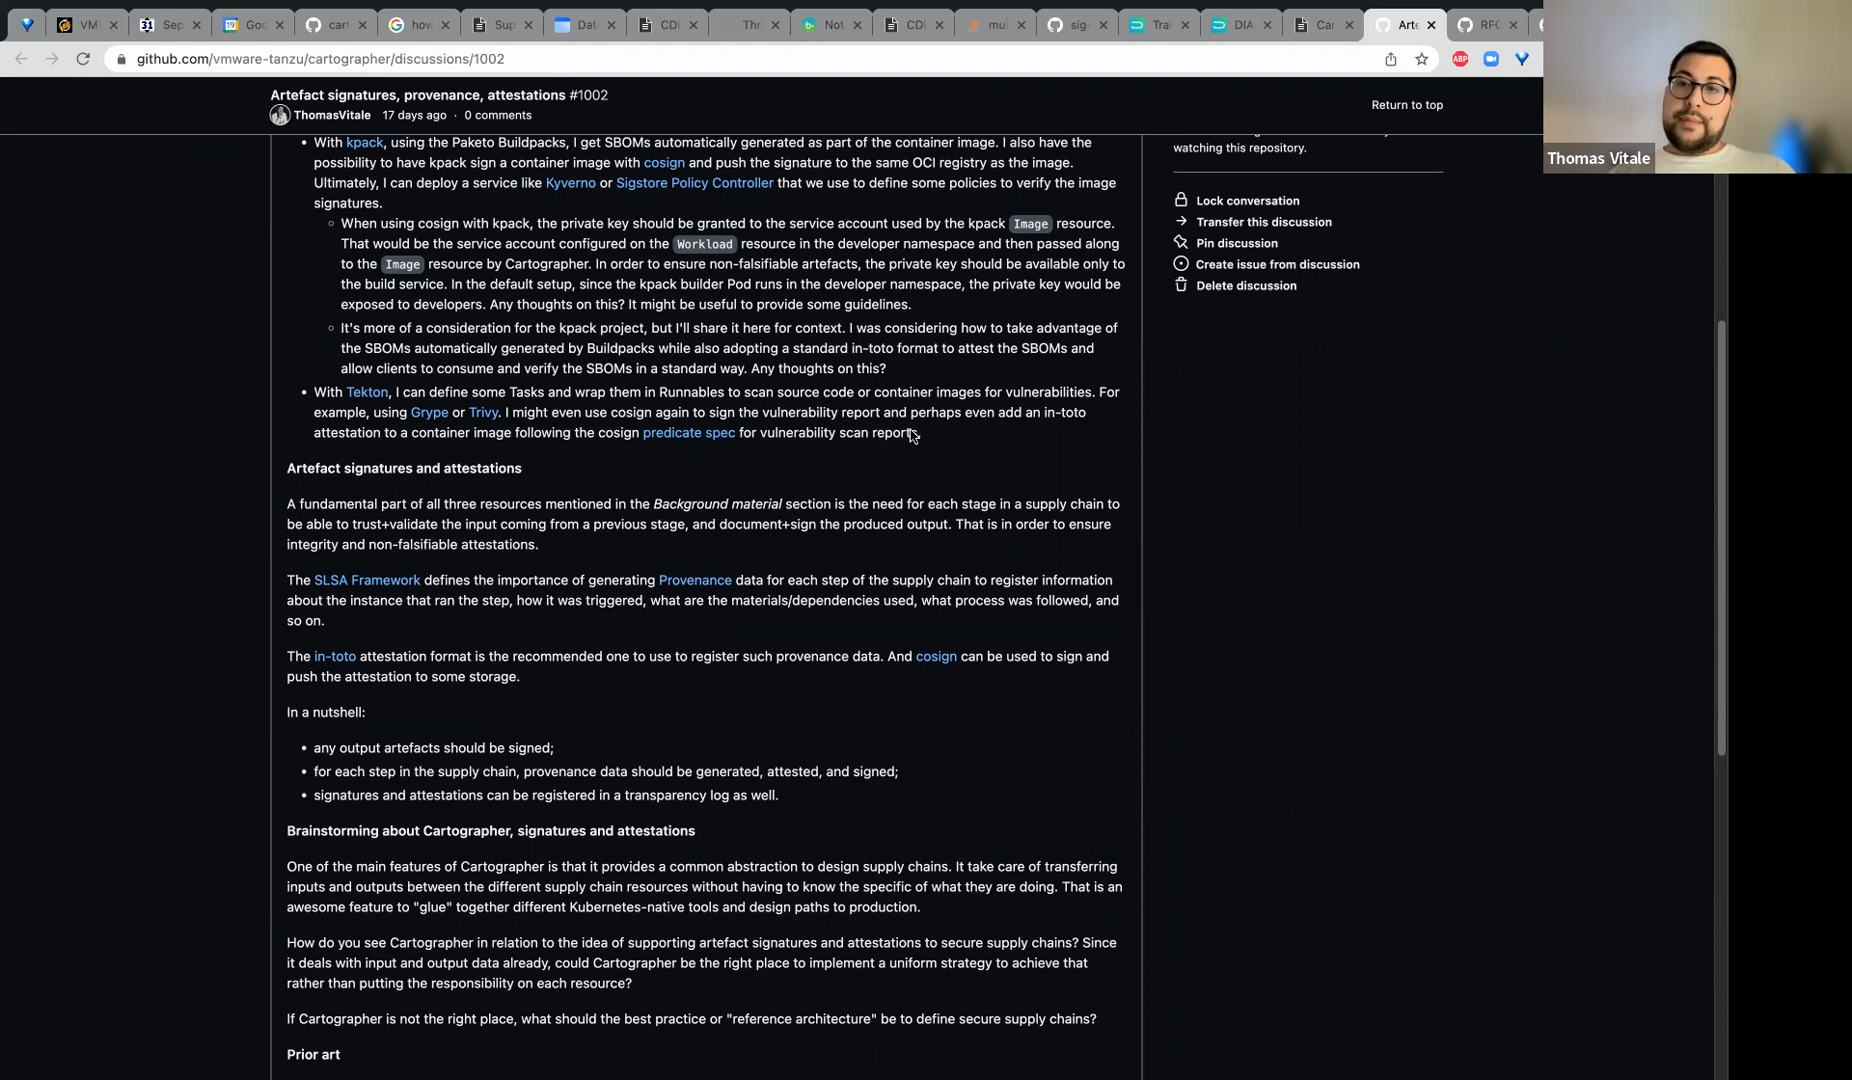 VM
Sep
Goo
cart
how
Sup
Date
CDI
Thr
Not
CDI
mu
sig-
Tra
DIA
Car
Arte
RFC
github.com/vmware-tanzu/cartographer/discussions/1002
ABP
Artefact signatures, provenance, attestations #1002
ThomasVitale 17 days ago · 0 comments
Return to top
Thomas Vitale
watching this repository.
Lock conversation
Transfer this discussion
Pin discussion
Create issue from discussion
Delete discussion
• With kpack, using the Paketo Buildpacks, I get SBOMs automatically generated as part of the container image. I also have the
possibility to have kpack sign a container image with cosign and push the signature to the same OCI registry as the image.
Ultimately, I can deploy a service like Kyverno or Sigstore Policy Controller that we use to define some policies to verify the image
signatures.
◦ When using cosign with kpack, the private key should be granted to the service account used by the kpack Image resource.
That would be the service account configured on the Workload resource in the developer namespace and then passed along
to the Image resource by Cartographer. In order to ensure non-falsifiable artefacts, the private key should be available only to
the build service. In the default setup, since the kpack builder Pod runs in the developer namespace, the private key would be
exposed to developers. Any thoughts on this? It might be useful to provide some guidelines.
◦ It's more of a consideration for the kpack project, but I'll share it here for context. I was considering how to take advantage of
the SBOMs automatically generated by Buildpacks while also adopting a standard in-toto format to attest the SBOMs and
allow clients to consume and verify the SBOMs in a standard way. Any thoughts on this?
• With Tekton, I can define some Tasks and wrap them in Runnables to scan source code or container images for vulnerabilities. For
example, using Grype or Trivy. I might even use cosign again to sign the vulnerability report and perhaps even add an in-toto
attestation to a container image following the cosign predicate spec for vulnerability scan reports.
Artefact signatures and attestations
A fundamental part of all three resources mentioned in the Background material section is the need for each stage in a supply chain to
be able to trust+validate the input coming from a previous stage, and document+sign the produced output. That is in order to ensure
integrity and non-falsifiable attestations.
The SLSA Framework defines the importance of generating Provenance data for each step of the supply chain to register information
about the instance that ran the step, how it was triggered, what are the materials/dependencies used, what process was followed, and
so on.
The in-toto attestation format is the recommended one to use to register such provenance data. And cosign can be used to sign and
push the attestation to some storage.
In a nutshell:
• any output artefacts should be signed;
• for each step in the supply chain, provenance data should be generated, attested, and signed;
• signatures and attestations can be registered in a transparency log as well.
Brainstorming about Cartographer, signatures and attestations
One of the main features of Cartographer is that it provides a common abstraction to design supply chains. It take care of transferring
inputs and outputs between the different supply chain resources without having to know the specific of what they are doing. That is an
awesome feature to "glue" together different Kubernetes-native tools and design paths to production.
How do you see Cartographer in relation to the idea of supporting artefact signatures and attestations to secure supply chains? Since
it deals with input and output data already, could Cartographer be the right place to implement a uniform strategy to achieve that
rather than putting the responsibility on each resource?
If Cartographer is not the right place, what should the best practice or "reference architecture" be to define secure supply chains?
Prior art